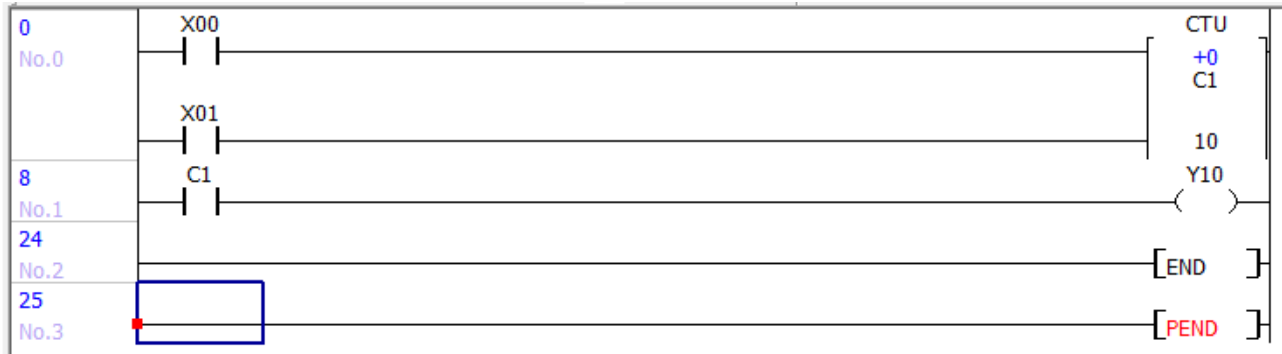 0 X00 CTU
No.0 +0
C1
X01
10
8 C1 Y10
No.1
24
No.2 END
25
No.3 PEND